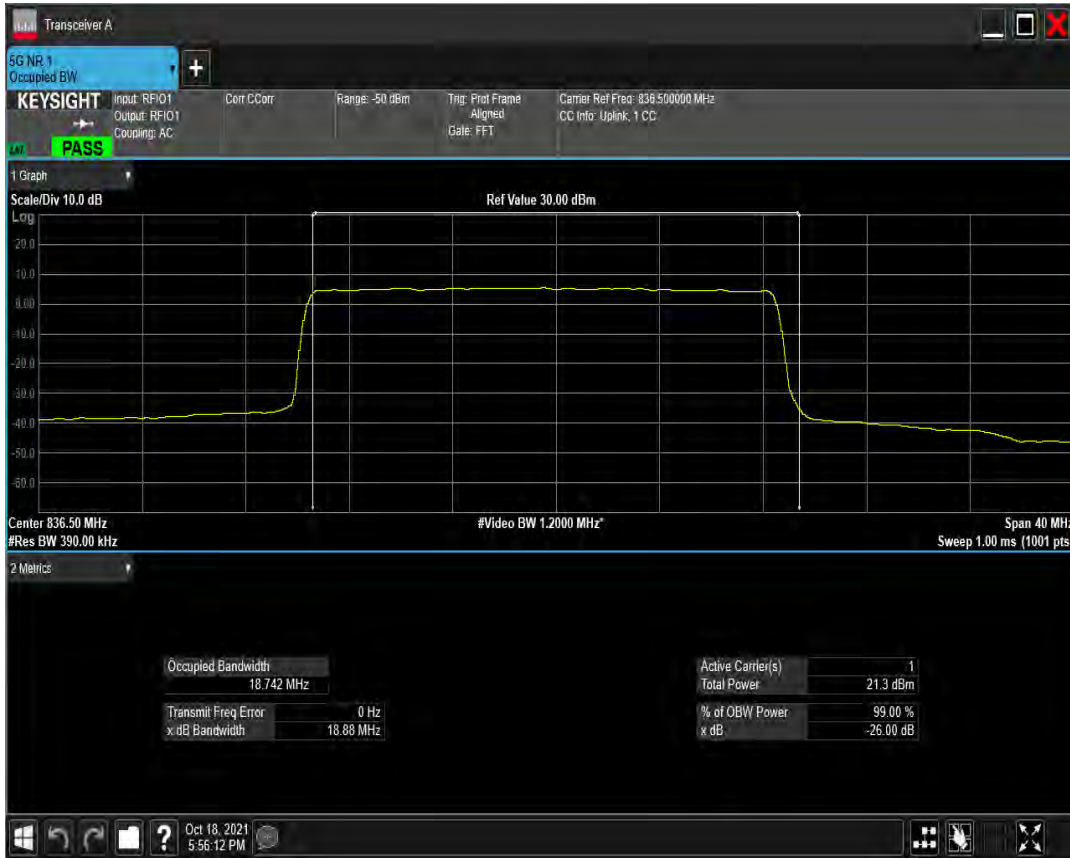 Transceiver A
5G NR 1
Occupied BW
KEYSIGHT
Input: RFIO1
Output: RFIO1
Coupling: AC
Corr CCorr
Range: -50 dBm
Trig: Prot Frame
Aligned
Gate: FFT
Carrier Ref Freq: 836.500000 MHz
CC Info: Uplink, 1 CC
PASS
1 Graph
Scale/Div 10.0 dB
Ref Value 30.00 dBm
Log
20.0
10.0
0.00
-10.0
-20.0
-30.0
-40.0
-50.0
-60.0
Center 836.50 MHz
#Video BW 1.2000 MHz*
Span 40 MHz
#Res BW 390.00 kHz
Sweep 1.00 ms (1001 pts
2 Metrics
Occupied Bandwidth
18.742 MHz
Transmit Freq Error 0 Hz
x dB Bandwidth 18.88 MHz
Active Carrier(s) 1
Total Power 21.3 dBm
% of OBW Power 99.00 %
x dB -26.00 dB
Oct 18, 2021
5:56:12 PM